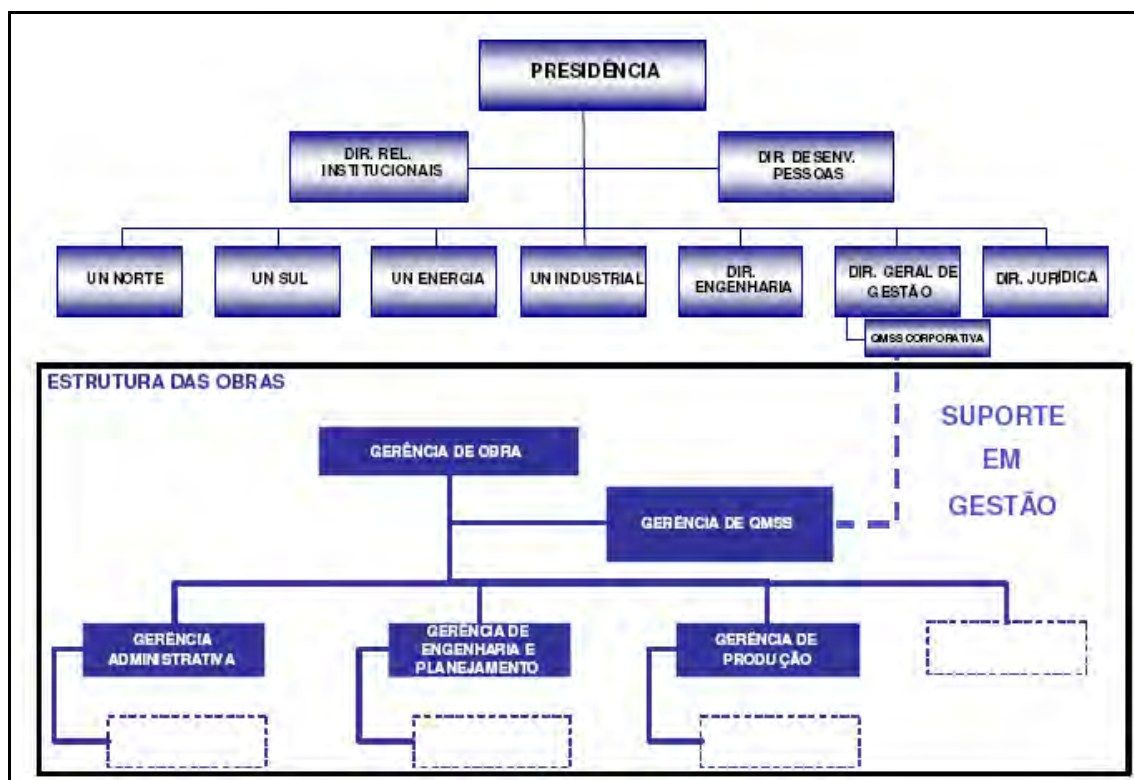 PRESIDÊNCIA
DIR. REL.
INSTITUCIONAIS
DIR. DESENV.
PESSOAS
UN NORTE
UN SUL
UN ENERGIA
UN INDUSTRIAL
DIR.
ENGENHARIA
DIR. GERAL DE
GESTÃO
DIR. JURÍDICA
QMSS CORPORATIVA
ESTRUTURA DAS OBRAS
SUPORTE
EM
GESTÃO
GERÊNCIA DE OBRA
GERÊNCIA DE QMSS
GERÊNCIA
ADMINISTRATIVA
GERÊNCIA DE
ENGENHARIA E
PLANEJAMENTO
GERÊNCIA DE
PRODUÇÃO